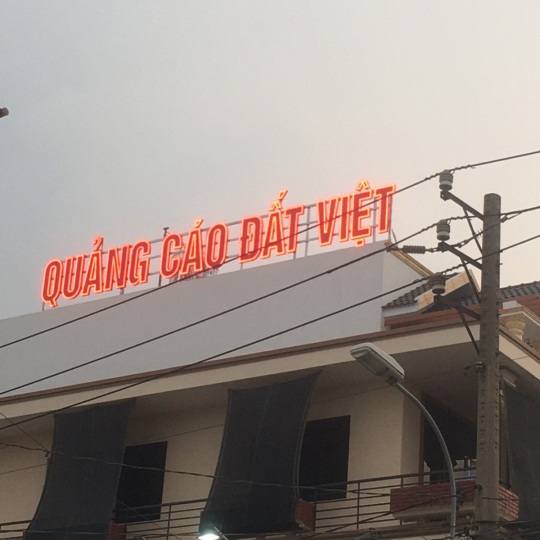 QUẢNG CÁO ĐẤT VIỆT